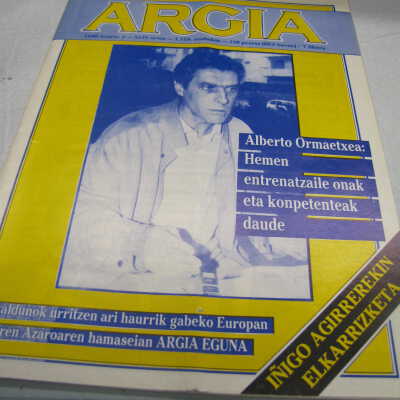 ARGIA
Alberto Ormaetxea:
Hemen
entrenatzaile onak
eta konpetenteak
daude
aldunok urritzen ari haurrik gabeko Europan
ren Azaroaren hamaseian ARGIA EGUNA
IÑIGO AGIRREREKIN
ELKARRIZKETA